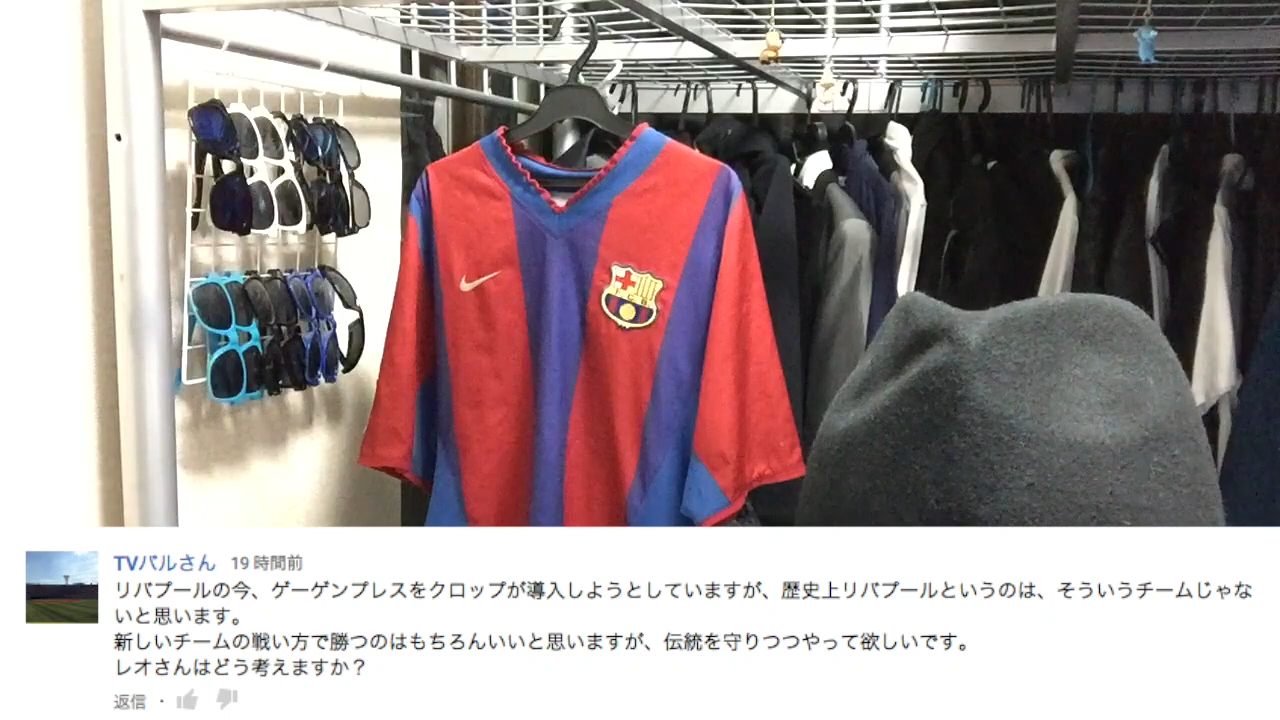 TVバルさん 19 時間前
リバプールの今、ゲーゲンプレスをクロップが導入しようとしていますが、歴史上リバプールというのは、そういうチームじゃな
いと思います。
新しいチームの戦い方で勝つのはもちろんいいと思いますが、伝統を守りつつやって欲しいです。
レオさんはどう考えますか？
返信 ·